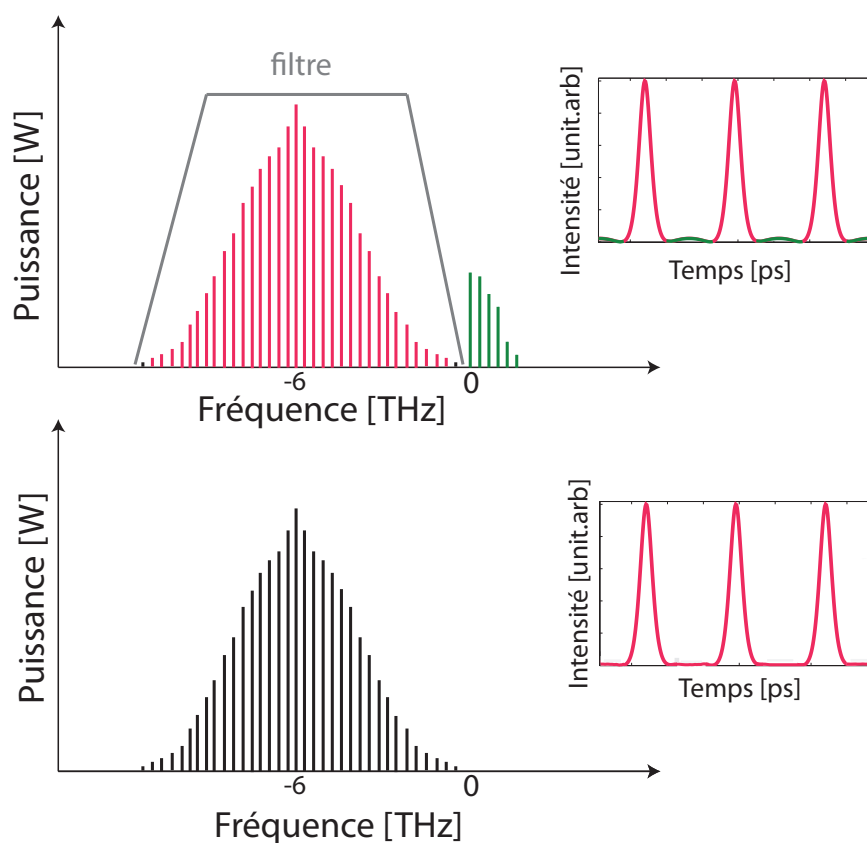 filtre
Puissance [W]
-6
0
Fréquence [THz]
Intensité [unit.arb]
Temps [ps]
Puissance [W]
-6
0
Fréquence [THz]
Intensité [unit.arb]
Temps [ps]